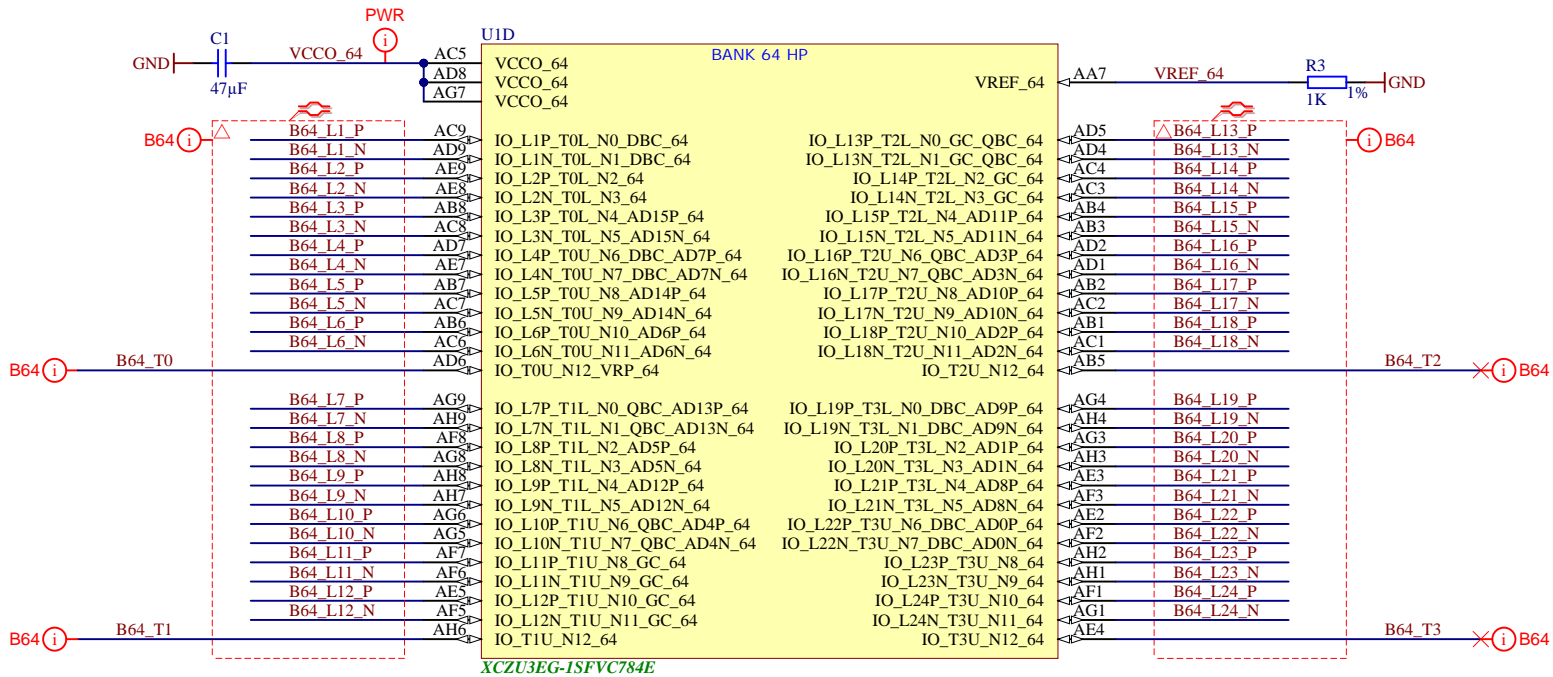 PWR
U1D
BANK 64 HP
GND
C1
47µF
VCCO_64
AC5 VCCO_64
AD8 VCCO_64
AG7 VCCO_64
VREF_64 AA7 VREF_64
R3
1K
1%
GND
B64
B64_L1_P AC9 IO_L1P_T0L_N0_DBC_64
B64_L1_N AD9 IO_L1N_T0L_N1_DBC_64
B64_L2_P AE9 IO_L2P_T0L_N2_64
B64_L2_N AE8 IO_L2N_T0L_N3_64
B64_L3_P AB8 IO_L3P_T0L_N4_AD15P_64
B64_L3_N AC8 IO_L3N_T0L_N5_AD15N_64
B64_L4_P AD7 IO_L4P_T0U_N6_DBC_AD7P_64
B64_L4_N AE7 IO_L4N_T0U_N7_DBC_AD7N_64
B64_L5_P AB7 IO_L5P_T0U_N8_AD14P_64
B64_L5_N AC7 IO_L5N_T0U_N9_AD14N_64
B64_L6_P AB6 IO_L6P_T0U_N10_AD6P_64
B64_L6_N AC6 IO_L6N_T0U_N11_AD6N_64
B64 B64_T0 AD6 IO_T0U_N12_VRP_64
B64_L7_P AG9 IO_L7P_T1L_N0_QBC_AD13P_64
B64_L7_N AH9 IO_L7N_T1L_N1_QBC_AD13N_64
B64_L8_P AF8 IO_L8P_T1L_N2_AD5P_64
B64_L8_N AG8 IO_L8N_T1L_N3_AD5N_64
B64_L9_P AH8 IO_L9P_T1L_N4_AD12P_64
B64_L9_N AH7 IO_L9N_T1L_N5_AD12N_64
B64_L10_P AG6 IO_L10P_T1U_N6_QBC_AD4P_64
B64_L10_N AG5 IO_L10N_T1U_N7_QBC_AD4N_64
B64_L11_P AF7 IO_L11P_T1U_N8_GC_64
B64_L11_N AF6 IO_L11N_T1U_N9_GC_64
B64_L12_P AE5 IO_L12P_T1U_N10_GC_64
B64_L12_N AF5 IO_L12N_T1U_N11_GC_64
B64 B64_T1 AH6 IO_T1U_N12_64
IO_L13P_T2L_N0_GC_QBC_64 AD5 B64_L13_P
B64
IO_L13N_T2L_N1_GC_QBC_64 AD4 B64_L13_N
IO_L14P_T2L_N2_GC_64 AC4 B64_L14_P
IO_L14N_T2L_N3_GC_64 AC3 B64_L14_N
IO_L15P_T2L_N4_AD11P_64 AB4 B64_L15_P
IO_L15N_T2L_N5_AD11N_64 AB3 B64_L15_N
IO_L16P_T2U_N6_QBC_AD3P_64 AD2 B64_L16_P
IO_L16N_T2U_N7_QBC_AD3N_64 AD1 B64_L16_N
IO_L17P_T2U_N8_AD10P_64 AB2 B64_L17_P
IO_L17N_T2U_N9_AD10N_64 AC2 B64_L17_N
IO_L18P_T2U_N10_AD2P_64 AB1 B64_L18_P
IO_L18N_T2U_N11_AD2N_64 AC1 B64_L18_N
IO_T2U_N12_64 AB5 B64_T2 B64
IO_L19P_T3L_N0_DBC_AD9P_64 AG4 B64_L19_P
IO_L19N_T3L_N1_DBC_AD9N_64 AH4 B64_L19_N
IO_L20P_T3L_N2_AD1P_64 AG3 B64_L20_P
IO_L20N_T3L_N3_AD1N_64 AH3 B64_L20_N
IO_L21P_T3L_N4_AD8P_64 AE3 B64_L21_P
IO_L21N_T3L_N5_AD8N_64 AF3 B64_L21_N
IO_L22P_T3U_N6_DBC_AD0P_64 AE2 B64_L22_P
IO_L22N_T3U_N7_DBC_AD0N_64 AF2 B64_L22_N
IO_L23P_T3U_N8_64 AH2 B64_L23_P
IO_L23N_T3U_N9_64 AH1 B64_L23_N
IO_L24P_T3U_N10_64 AF1 B64_L24_P
IO_L24N_T3U_N11_64 AG1 B64_L24_N
IO_T3U_N12_64 AE4 B64_T3 B64
XCZU3EG-1SFVC784E